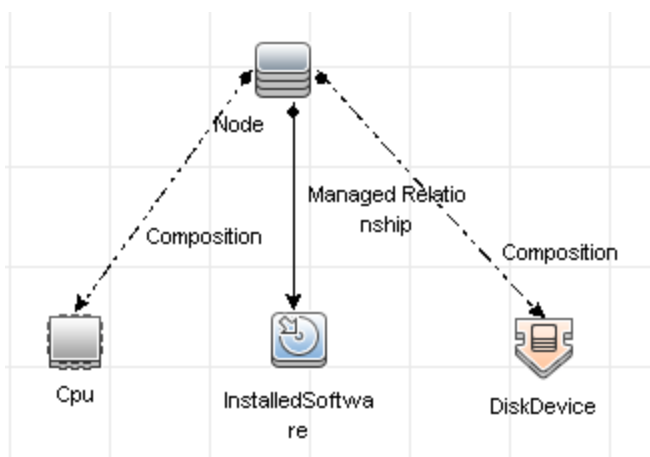 Node
Managed Relatio
nship
Composition
Composition
Cpu
InstalledSoftwa
re
DiskDevice